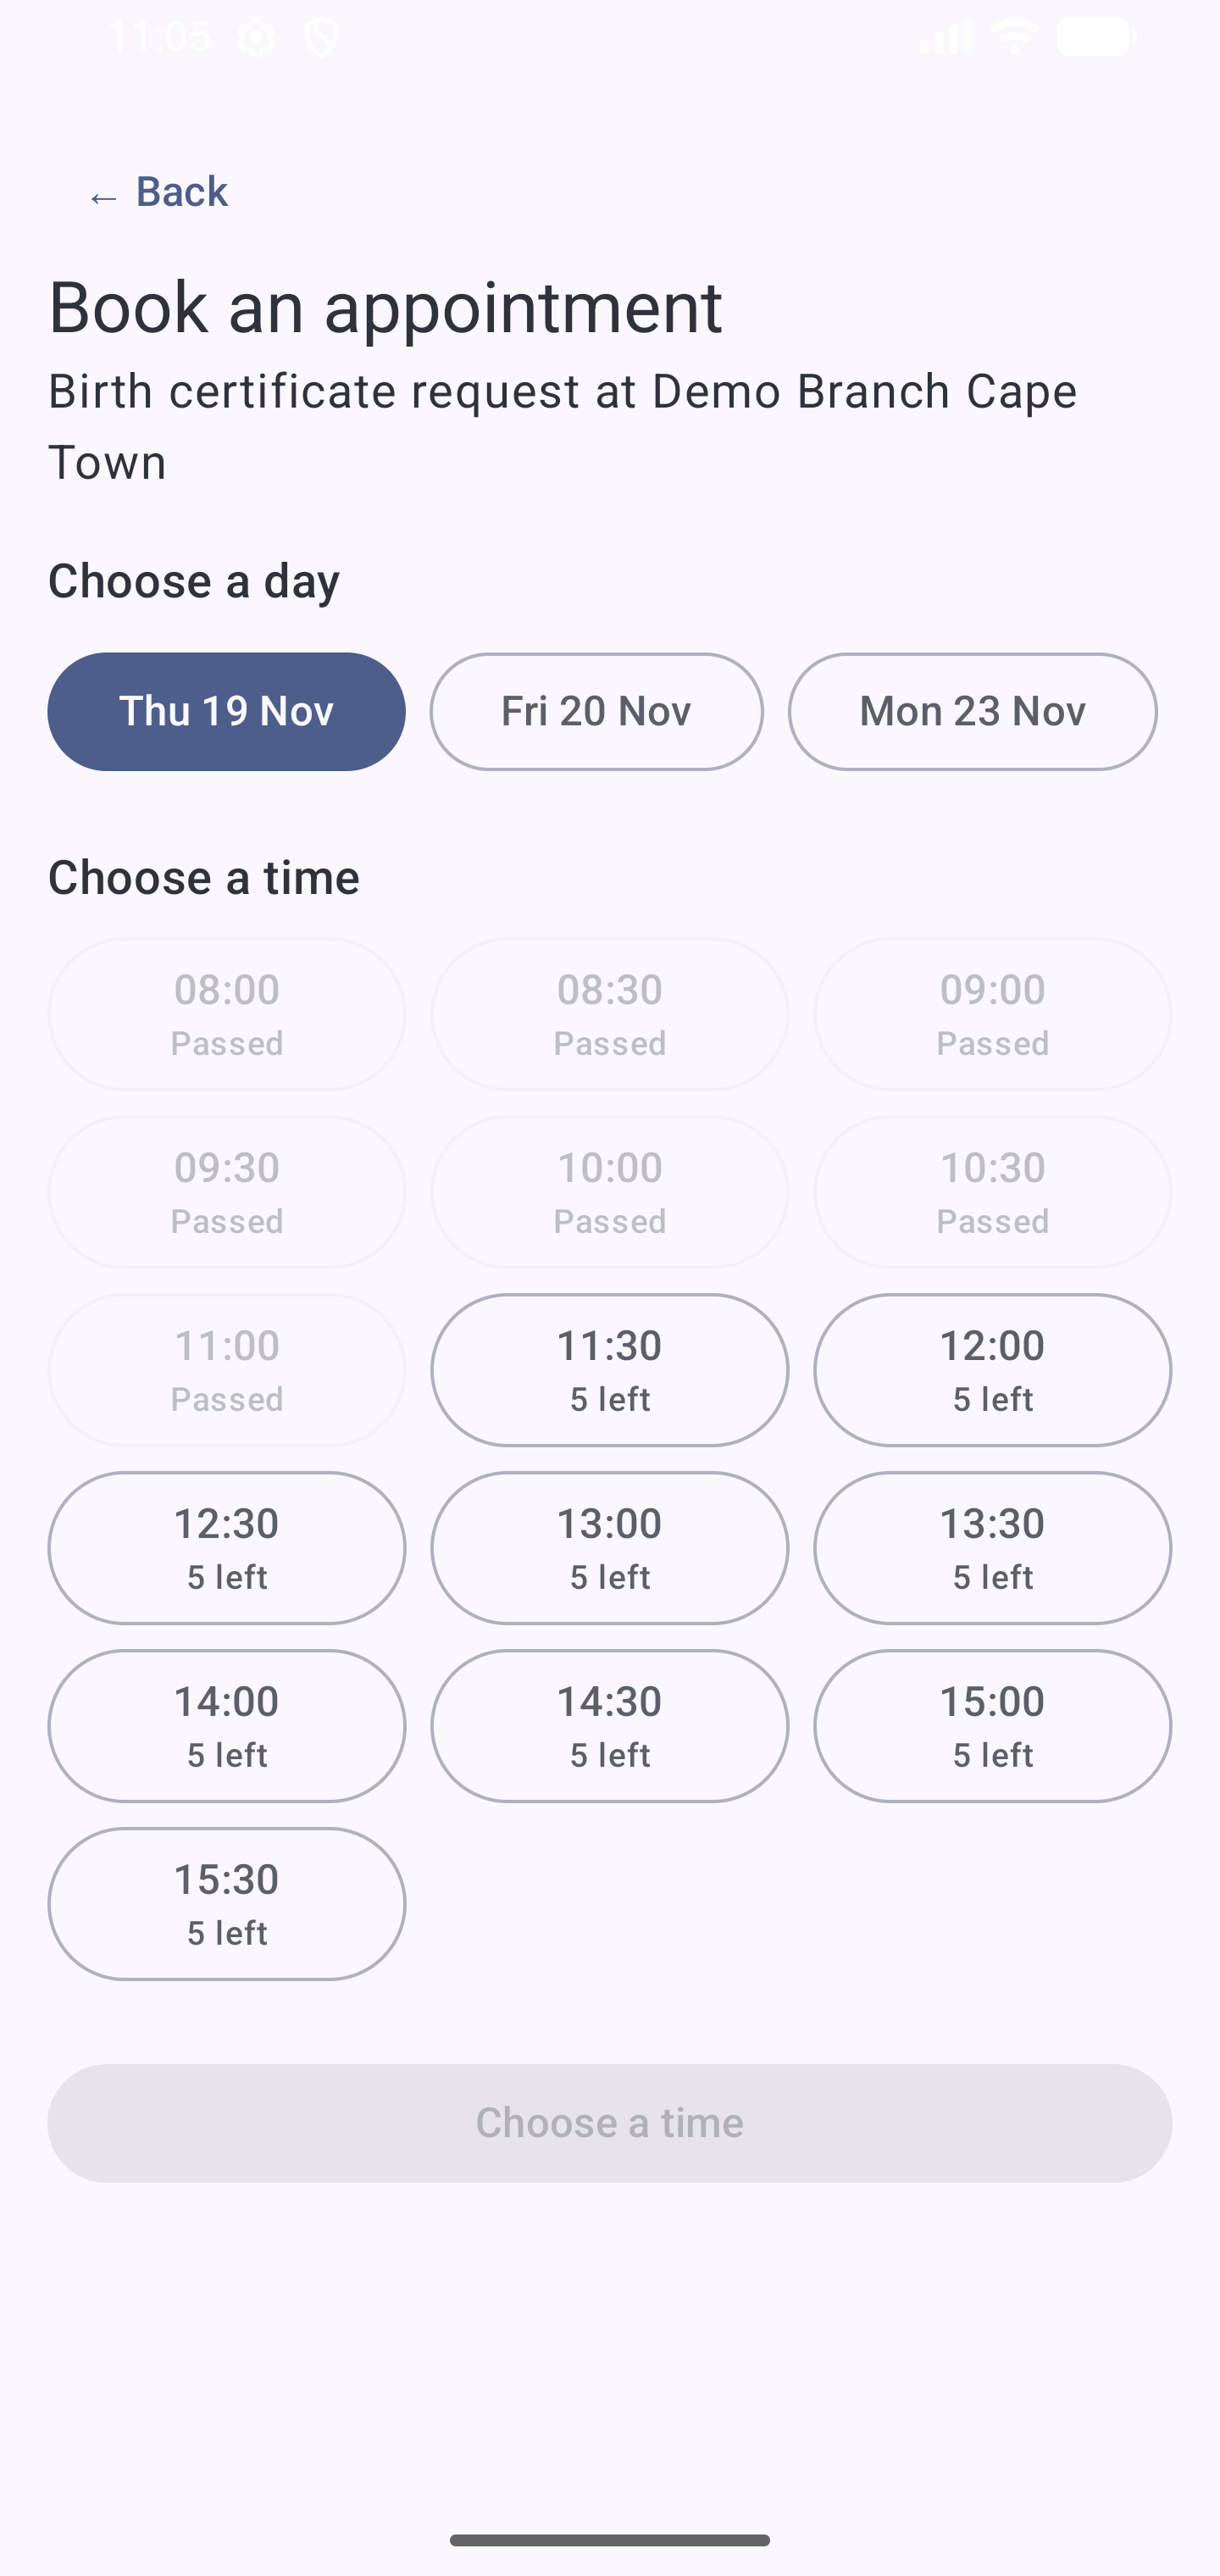 11:05
← Back
Book an appointment
Birth certificate request at Demo Branch Cape
Town
Choose a day
Thu 19 Nov
Fri 20 Nov
Mon 23 Nov
Choose a time
08:00
Passed
08:30
Passed
09:00
Passed
09:30
Passed
10:00
Passed
10:30
Passed
11:00
Passed
11:30
5 left
12:00
5 left
12:30
5 left
13:00
5 left
13:30
5 left
14:00
5 left
14:30
5 left
15:00
5 left
15:30
5 left
Choose a time